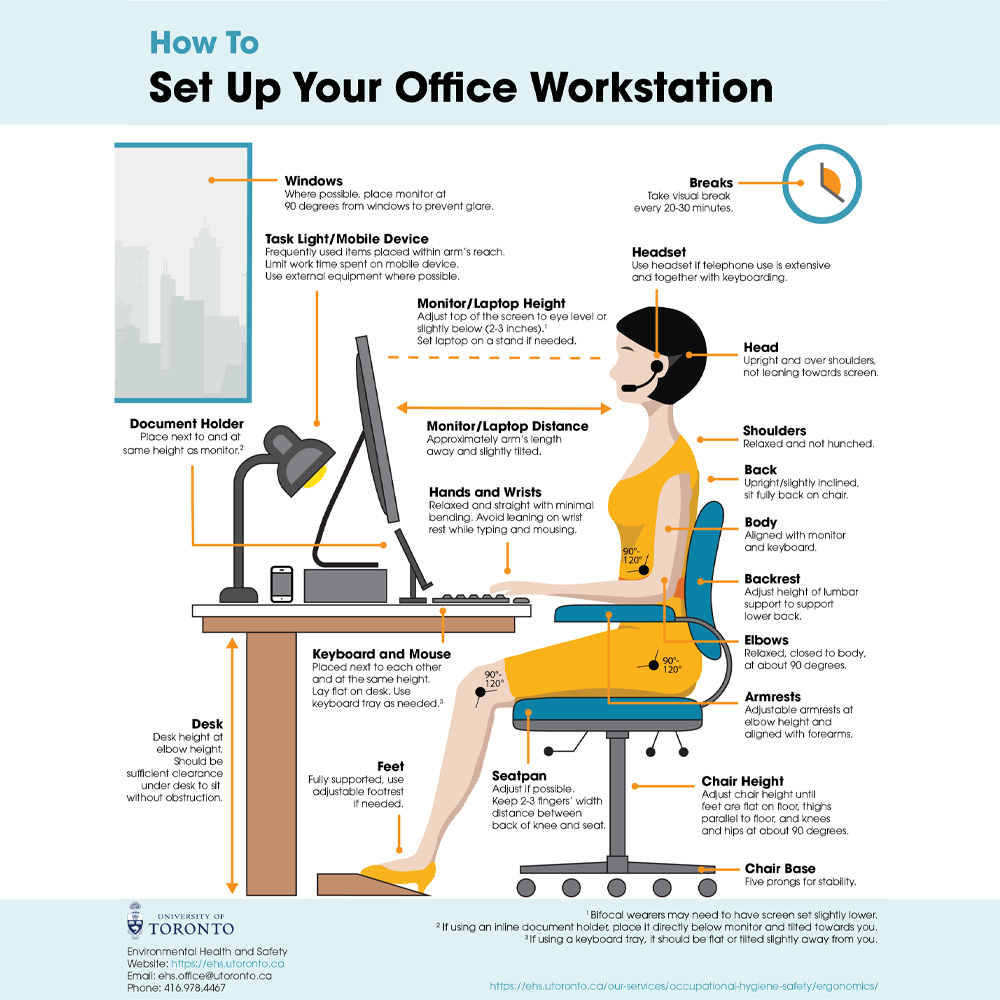 How To
Set Up Your Office Workstation
Windows
Where possible, place monitor at
90 degrees from windows to prevent glare.
Breaks
Take visual break
every 20-30 minutes.
Task Light/Mobile Device
Frequently used items placed within arm's reach.
Limit work time spent on mobile device.
Use external equipment where possible.
Headset
Use headset if telephone use is extensive
and together with keyboarding.
Monitor/Laptop Height
Adjust top of the screen to eye level or
slightly below (2-3 inches).¹
Set laptop on a stand if needed.
Head
Upright and over shoulders,
not leaning towards screen.
Document Holder
Place next to and at
same height as monitor.²
Monitor/Laptop Distance
Approximately arm's length
away and slightly tilted.
Shoulders
Relaxed and not hunched.
Back
Upright/slightly inclined,
sit fully back on chair.
Hands and Wrists
Relaxed and straight with minimal
bending. Avoid leaning on wrist
rest while typing and mousing.
Body
Aligned with monitor
and keyboard.
90°-
120°
Backrest
Adjust height of lumbar
support to support
lower back.
Elbows
Relaxed, closed to body,
at about 90 degrees.
Keyboard and Mouse
Placed next to each other
and at the same height.
Lay flat on desk. Use
keyboard tray as needed.³
90°-
120°
90°-
120°
Armrests
Adjustable armrests at
elbow height and
aligned with forearms.
Desk
Desk height at
elbow height.
Should be
sufficient clearance
under desk to sit
without obstruction.
Feet
Fully supported, use
adjustable footrest
if needed.
Seatpan
Adjust if possible.
Keep 2-3 fingers' width
distance between
back of knee and seat.
Chair Height
Adjust chair height until
feet are flat on floor, thighs
parallel to floor, and knees
and hips at about 90 degrees.
Chair Base
Five prongs for stability.
UNIVERSITY OF
TORONTO
Environmental Health and Safety
Website: https://ehs.utoronto.ca
Email: ehs.office@utoronto.ca
Phone: 416.978.4467
¹ Bifocal wearers may need to have screen set slightly lower.
² If using an inline document holder, place it directly below monitor and tilted towards you.
³ If using a keyboard tray, it should be flat or tilted slightly away from you.
https://ehs.utoronto.ca/our-services/occupational-hygiene-safety/ergonomics/